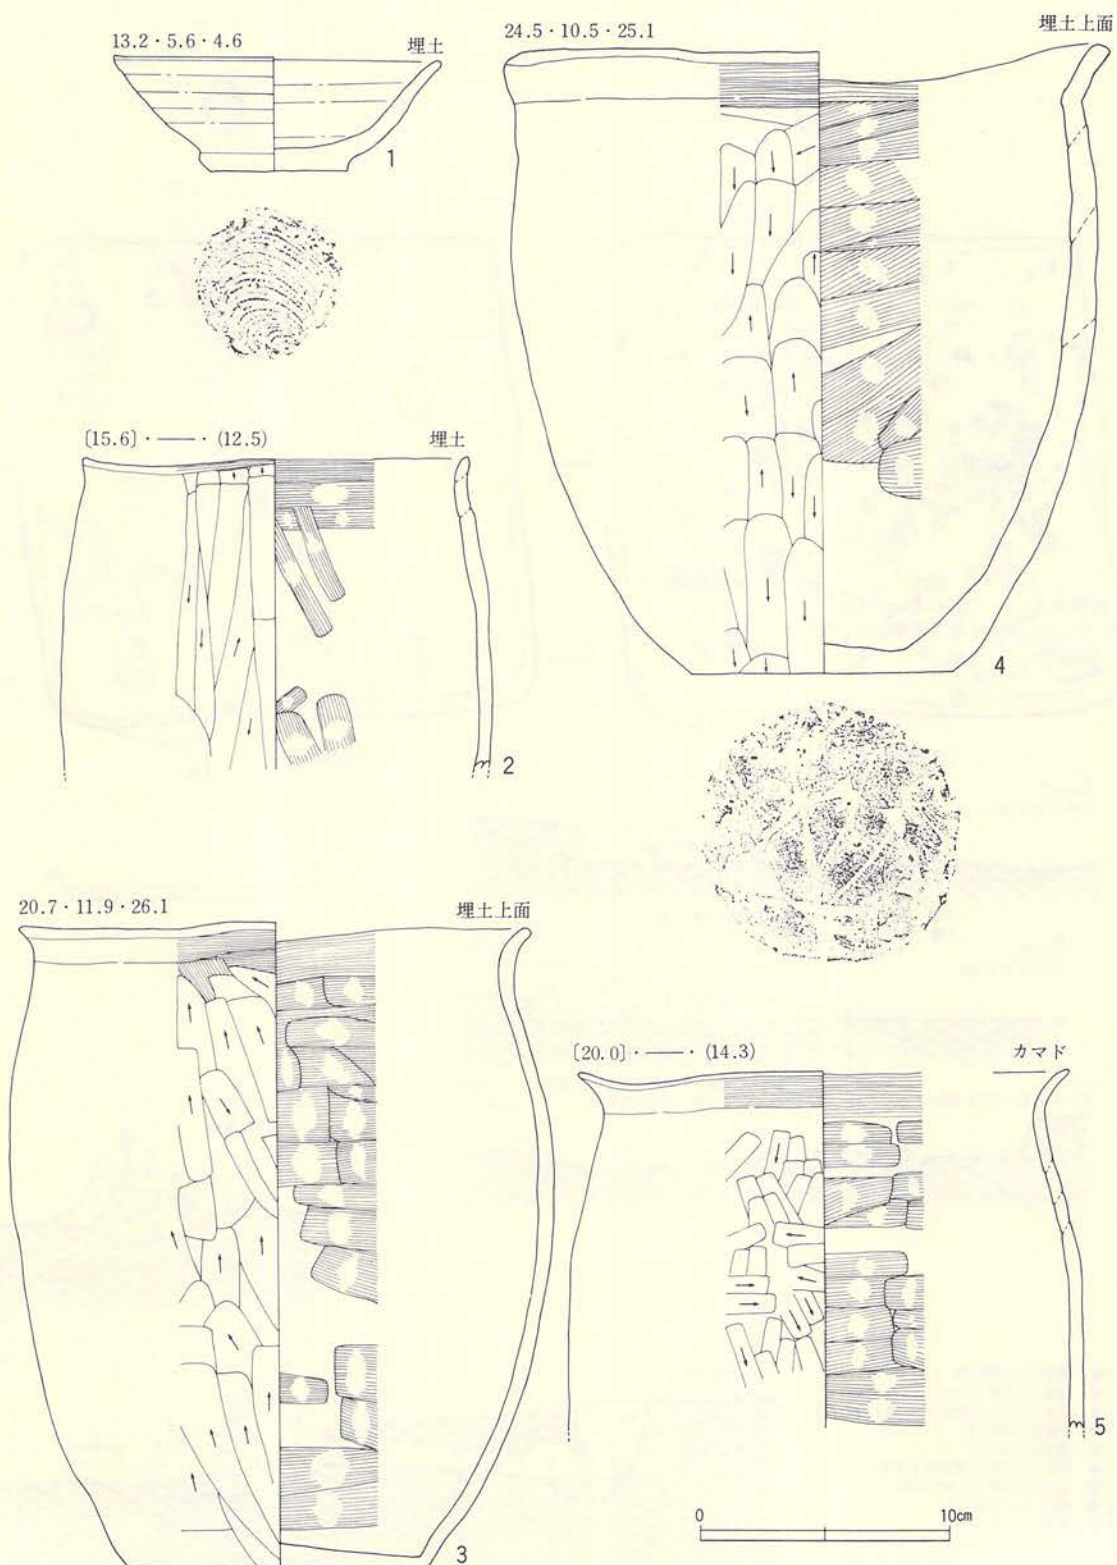 13.2・5.6・4.6 埋土
1
24.5・10.5・25.1 埋土上面
4
〔15.6〕・――・(12.5) 埋土
2
20.7・11.9・26.1 埋土上面
3
〔20.0〕・――・(14.3) カマド
5
0 10cm